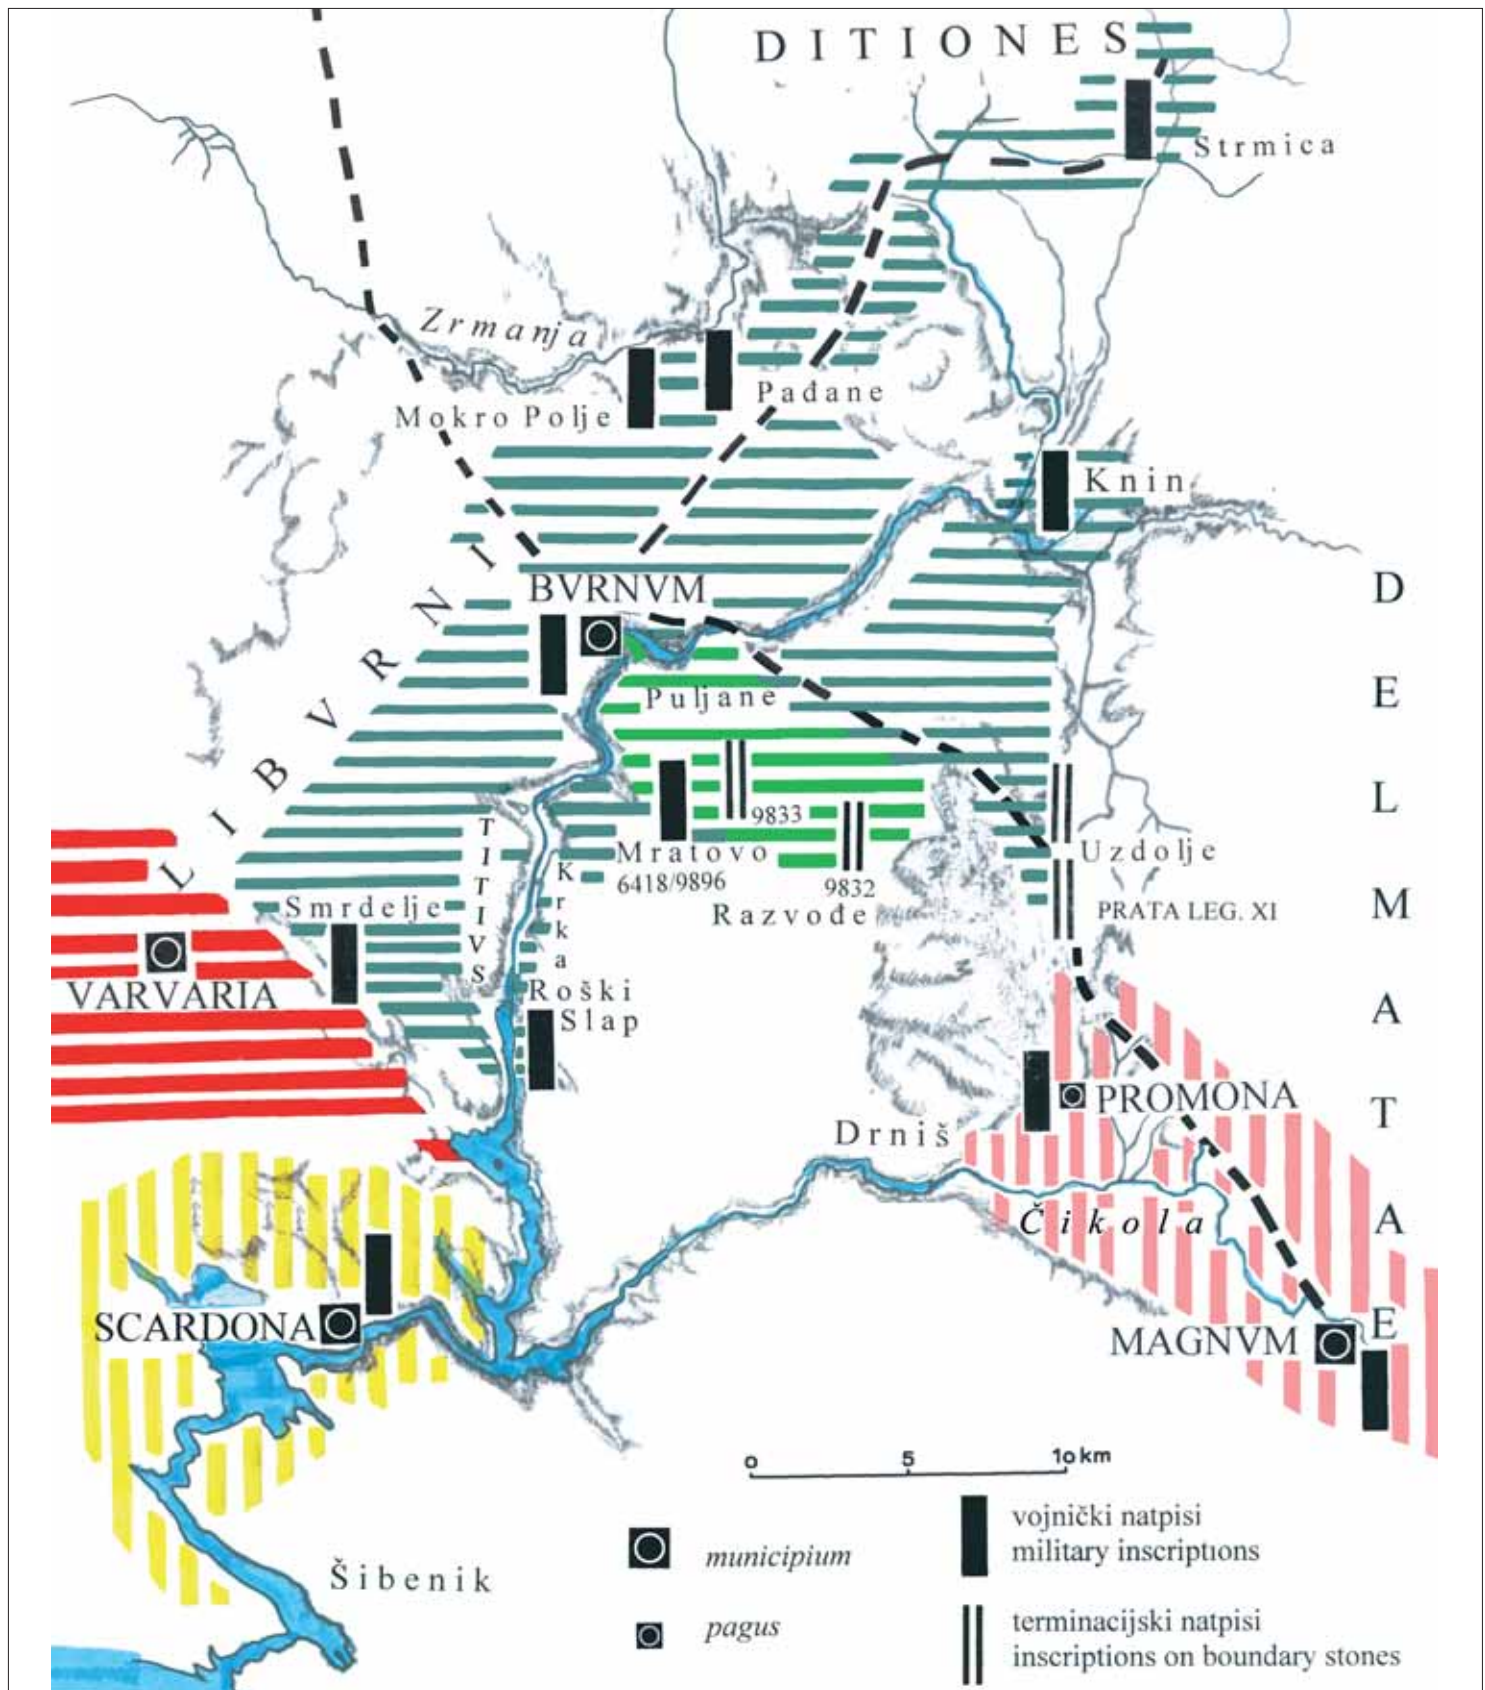 DITIONES
Strmica
Zrmanja
Padane
Mokro Polje
Knin
LIBVRNI
BVRNVM
DELMATAE
Puljane
9833
TITIVS
Mratovo
6418/9896
Krka
Uzdolje
9832
Smrdelje
Razvođe
PRATA LEG. XI
VARVARIA
Roški
Slap
PROMONA
Drniš
Čikola
SCARDONA
MAGNVM
0 5 10 km
vojnički natpisi
military inscriptions
municipium
Šibenik
pagus
terminacijski natpisi
inscriptions on boundary stones